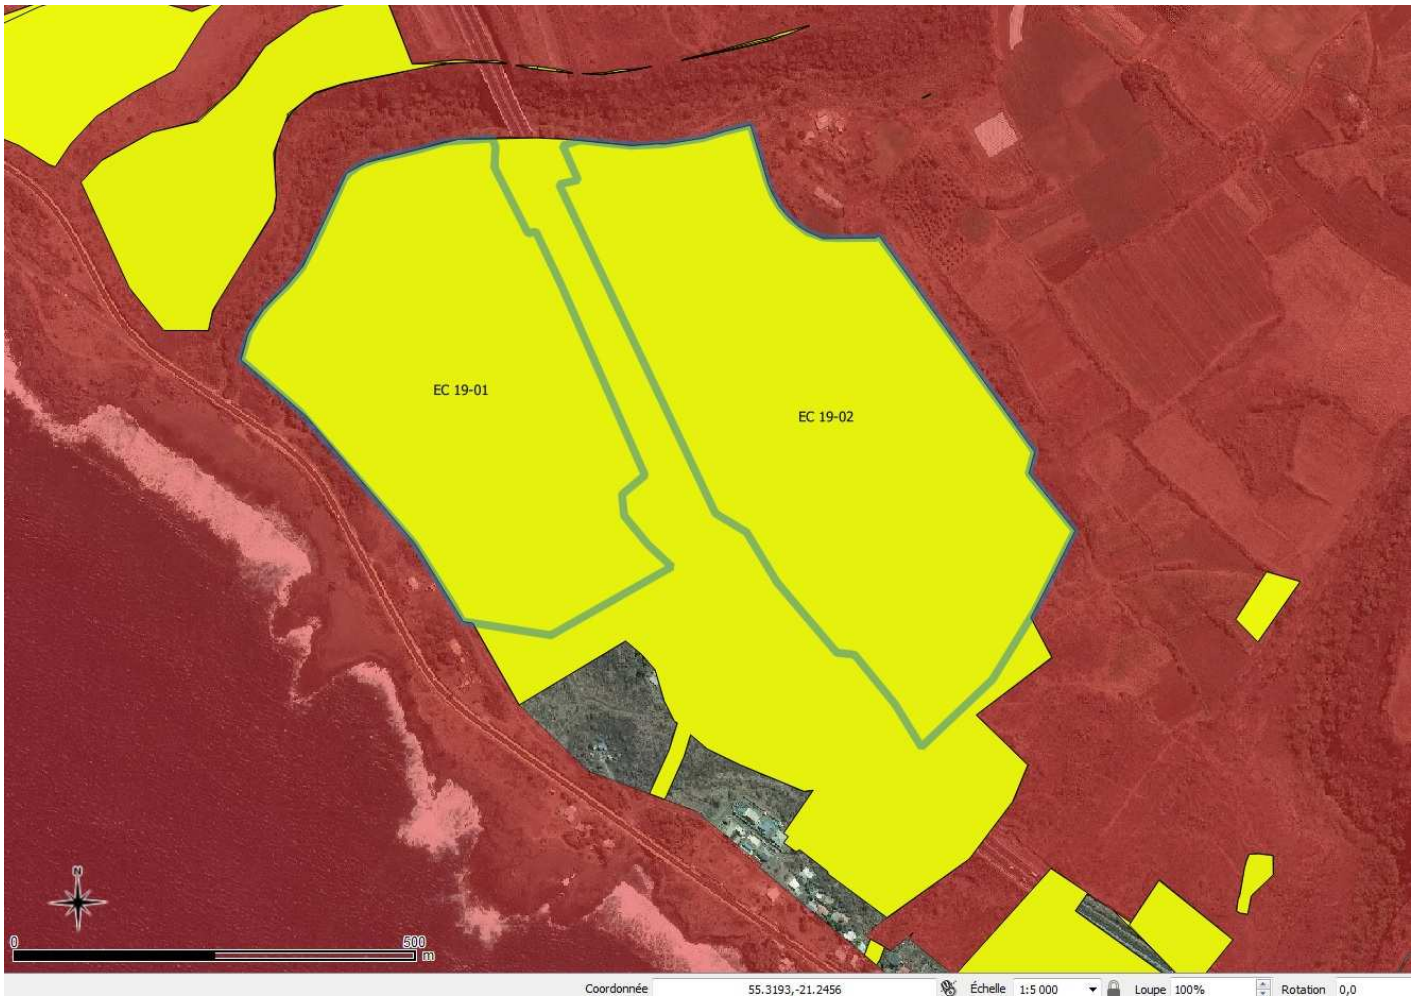 EC 19-01
EC 19-02
N
0
500
m
Coordonnée 55.3193,-21.2456 Échelle 1:5 000 Loupe 100% Rotation 0,0